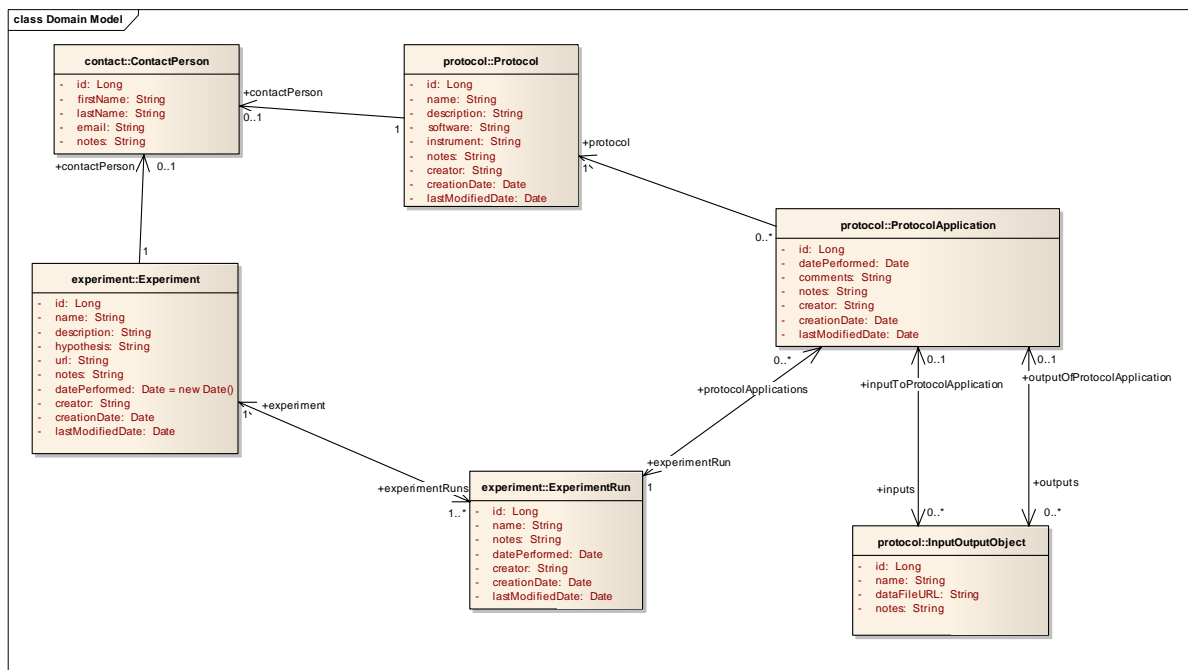 class Domain Model
contact::ContactPerson
- id: Long
- firstName: String
- lastName: String
- email: String
- notes: String
protocol::Protocol
- id: Long
- name: String
- description: String
- software: String
- instrument: String
- notes: String
- creator: String
- creationDate: Date
- lastModifiedDate: Date
+contactPerson
0..1
1
+contactPerson
0..1
1
+protocol
1
0..*
protocol::ProtocolApplication
- id: Long
- datePerformed: Date
- comments: String
- notes: String
- creator: String
- creationDate: Date
- lastModifiedDate: Date
experiment::Experiment
- id: Long
- name: String
- description: String
- hypothesis: String
- url: String
- notes: String
- datePerformed: Date = new Date()
- creator: String
- creationDate: Date
- lastModifiedDate: Date
+experiment
1
+experimentRuns
1..*
0..*
+protocolApplications
+experimentRun
1
0..1
+inputToProtocolApplication
0..1
+outputOfProtocolApplication
+inputs
0..*
+outputs
0..*
experiment::ExperimentRun
- id: Long
- name: String
- notes: String
- datePerformed: Date
- creator: String
- creationDate: Date
- lastModifiedDate: Date
protocol::InputOutputObject
- id: Long
- name: String
- dataFileURL: String
- notes: String